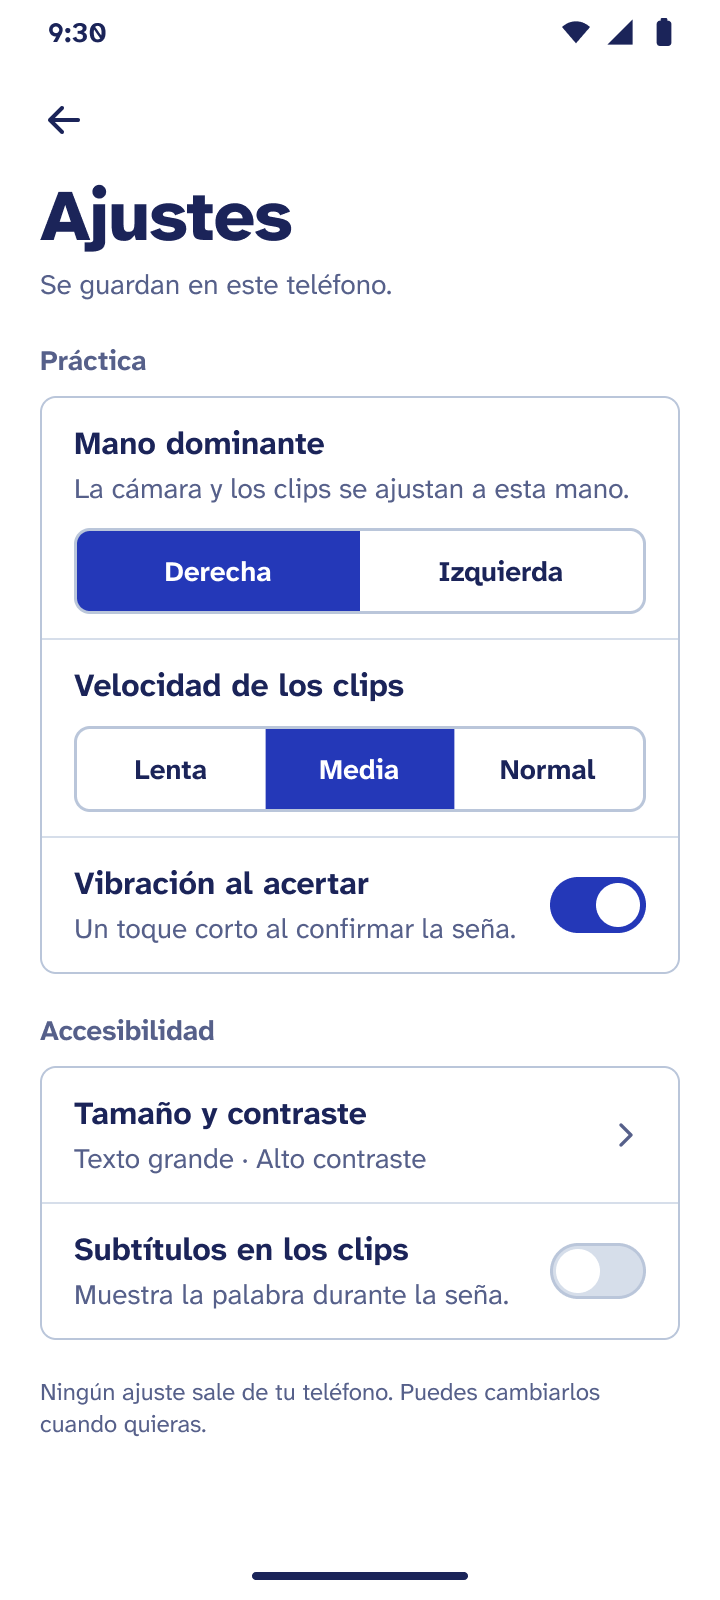 9:30
Ajustes
Se guardan en este teléfono.
Práctica
Mano dominante
La cámara y los clips se ajustan a esta mano.
Derecha
Izquierda
Velocidad de los clips
Lenta
Media
Normal
Vibración al acertar
Un toque corto al confirmar la seña.
Accesibilidad
Tamaño y contraste
Texto grande · Alto contraste
Subtítulos en los clips
Muestra la palabra durante la seña.
Ningún ajuste sale de tu teléfono. Puedes cambiarlos
cuando quieras.